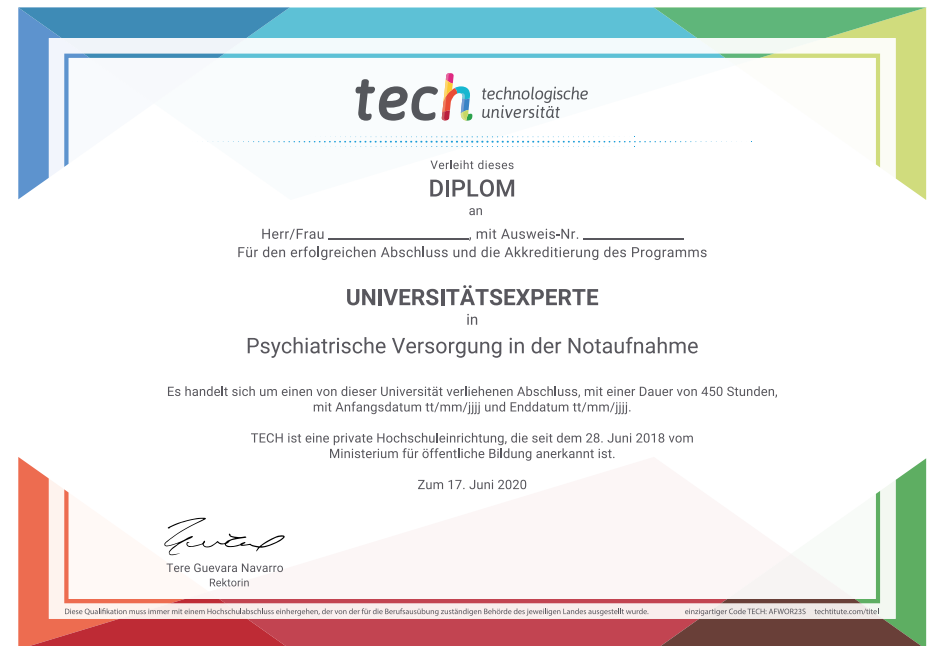 tech technologische
universität
Verleiht dieses
DIPLOM
an
Herr/Frau ____________________, mit Ausweis-Nr. ______________
Für den erfolgreichen Abschluss und die Akkreditierung des Programms
UNIVERSITÄTSEXPERTE
in
Psychiatrische Versorgung in der Notaufnahme
Es handelt sich um einen von dieser Universität verliehenen Abschluss, mit einer Dauer von 450 Stunden,
mit Anfangsdatum tt/mm/jjjj und Enddatum tt/mm/jjjj.
TECH ist eine private Hochschuleinrichtung, die seit dem 28. Juni 2018 vom
Ministerium für öffentliche Bildung anerkannt ist.
Zum 17. Juni 2020
Tere Guevara Navarro
Rektorin
Diese Qualifikation muss immer mit einem Hochschulabschluss einhergehen, der von der für die Berufsausübung zuständigen Behörde des jeweiligen Landes ausgestellt wurde. einzigartiger Code TECH: AFWOR23S techtitute.com/titel